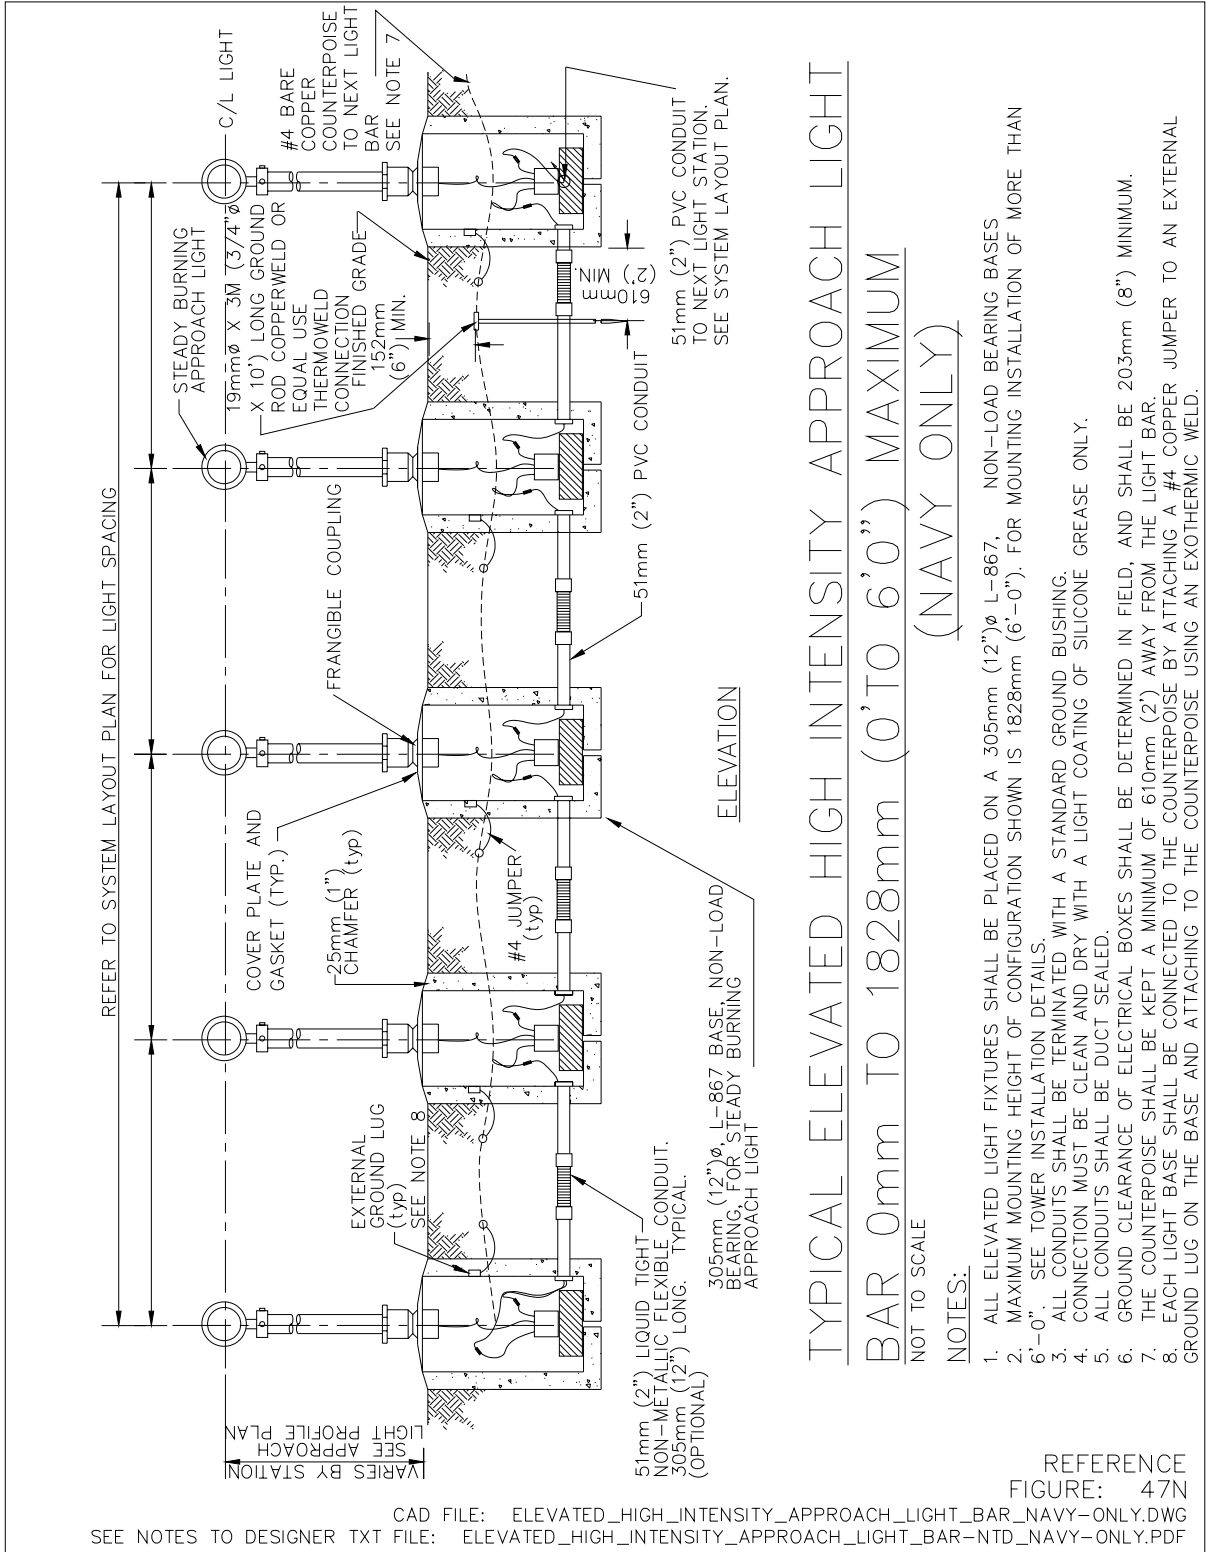 REFER TO SYSTEM LAYOUT PLAN FOR LIGHT SPACING
C/L LIGHT
STEADY BURNING
APPROACH LIGHT
#4 BARE
COPPER
COUNTERPOISE
TO NEXT LIGHT
BAR
SEE NOTE 7
19mmø X 3M (3/4"ø
X 10') LONG GROUND
ROD COPPERWELD OR
EQUAL USE
THERMOWELD
CONNECTION
FINISHED GRADE
152mm
(6") MIN.
FRANGIBLE COUPLING
COVER PLATE AND
GASKET (TYP.)
25mm (1")
CHAMFER (typ)
EXTERNAL
GROUND LUG
(typ)
SEE NOTE 8
VARIES BY STATION
SEE APPROACH
LIGHT PROFILE PLAN
#4 JUMPER
(typ)
610mm
(2') MIN.
51mm (2") PVC CONDUIT
51mm (2") PVC CONDUIT
TO NEXT LIGHT STATION.
SEE SYSTEM LAYOUT PLAN.
51mm (2") LIQUID TIGHT
NON-METALLIC FLEXIBLE CONDUIT.
305mm (12") LONG. TYPICAL.
(OPTIONAL)
305mm (12")ø, L-867 BASE, NON-LOAD
BEARING, FOR STEADY BURNING
APPROACH LIGHT
ELEVATION
TYPICAL ELEVATED HIGH INTENSITY APPROACH LIGHT
BAR 0mm TO 1828mm (0'TO 6'0") MAXIMUM
(NAVY ONLY)
NOT TO SCALE
NOTES:
1. ALL ELEVATED LIGHT FIXTURES SHALL BE PLACED ON A 305mm (12")ø L-867, NON-LOAD BEARING BASES
2. MAXIMUM MOUNTING HEIGHT OF CONFIGURATION SHOWN IS 1828mm (6'-0"). FOR MOUNTING INSTALLATION OF MORE THAN
6'-0". SEE TOWER INSTALLATION DETAILS.
3. ALL CONDUITS SHALL BE TERMINATED WITH A STANDARD GROUND BUSHING.
4. CONNECTION MUST BE CLEAN AND DRY WITH A LIGHT COATING OF SILICONE GREASE ONLY.
5. ALL CONDUITS SHALL BE DUCT SEALED.
6. GROUND CLEARANCE OF ELECTRICAL BOXES SHALL BE DETERMINED IN FIELD, AND SHALL BE 203mm (8") MINIMUM.
7. THE COUNTERPOISE SHALL BE KEPT A MINIMUM OF 610mm (2') AWAY FROM THE LIGHT BAR.
8. EACH LIGHT BASE SHALL BE CONNECTED TO THE COUNTERPOISE BY ATTACHING A #4 COPPER JUMPER TO AN EXTERNAL
GROUND LUG ON THE BASE AND ATTACHING TO THE COUNTERPOISE USING AN EXOTHERMIC WELD.
REFERENCE
FIGURE: 47N
CAD FILE: ELEVATED_HIGH_INTENSITY_APPROACH_LIGHT_BAR_NAVY-ONLY.DWG
SEE NOTES TO DESIGNER TXT FILE: ELEVATED_HIGH_INTENSITY_APPROACH_LIGHT_BAR-NTD_NAVY-ONLY.PDF